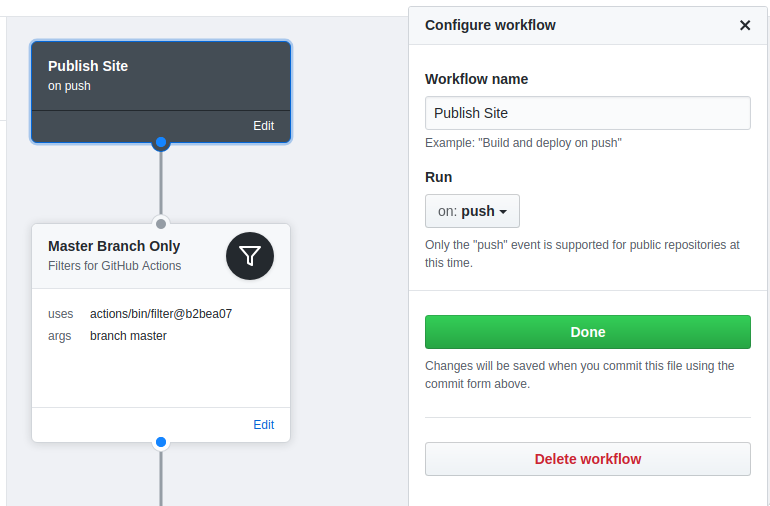 Publish Site
on push
Edit
Master Branch Only
Filters for GitHub Actions
uses actions/bin/filter@b2bea07
args branch master
Edit
Configure workflow
Workflow name
Publish Site
Example: "Build and deploy on push"
Run
on: push
Only the "push" event is supported for public repositories at
this time.
Done
Changes will be saved when you commit this file using the
commit form above.
Delete workflow